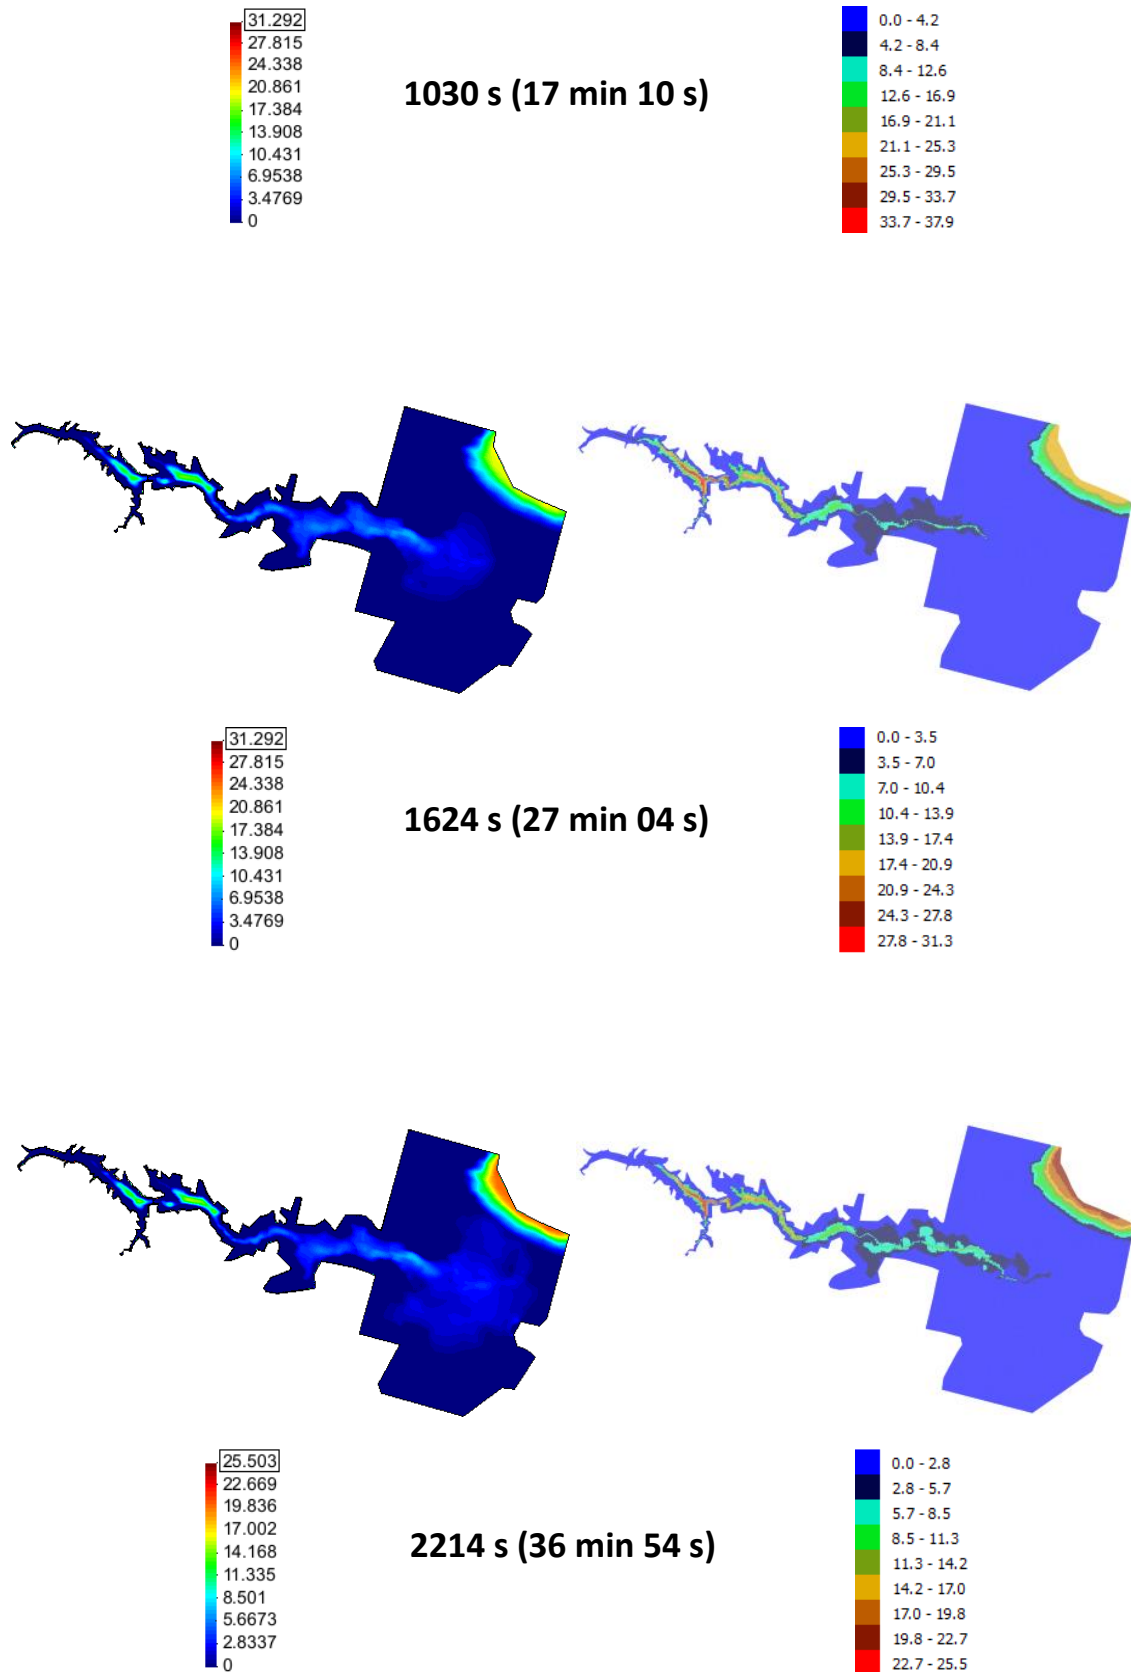 31.292
27.815
24.338
20.861
17.384
13.908
10.431
6.9538
3.4769
0
1030 s (17 min 10 s)
0.0 - 4.2
4.2 - 8.4
8.4 - 12.6
12.6 - 16.9
16.9 - 21.1
21.1 - 25.3
25.3 - 29.5
29.5 - 33.7
33.7 - 37.9
31.292
27.815
24.338
20.861
17.384
13.908
10.431
6.9538
3.4769
0
1624 s (27 min 04 s)
0.0 - 3.5
3.5 - 7.0
7.0 - 10.4
10.4 - 13.9
13.9 - 17.4
17.4 - 20.9
20.9 - 24.3
24.3 - 27.8
27.8 - 31.3
25.503
22.669
19.836
17.002
14.168
11.335
8.501
5.6673
2.8337
0
2214 s (36 min 54 s)
0.0 - 2.8
2.8 - 5.7
5.7 - 8.5
8.5 - 11.3
11.3 - 14.2
14.2 - 17.0
17.0 - 19.8
19.8 - 22.7
22.7 - 25.5